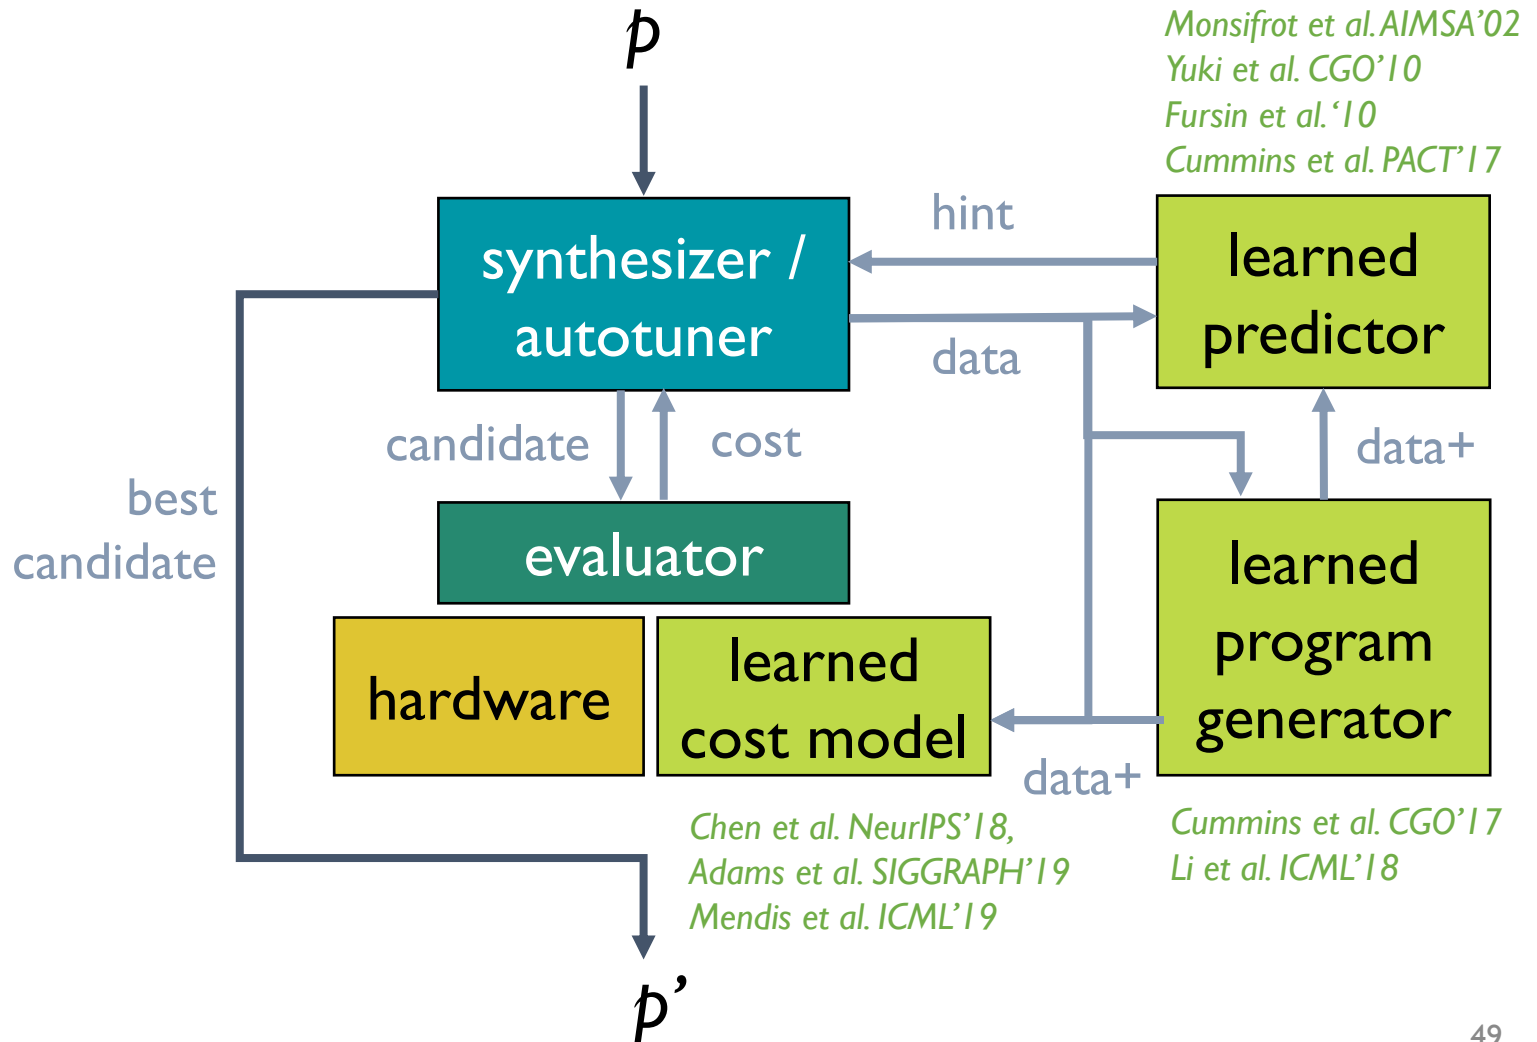 p
Monsifrot et al. AIMSA’02
Yuki et al. CGO’10
Fursin et al. ‘10
Cummins et al. PACT’17
synthesizer /
autotuner
hint
data
learned
predictor
candidate
cost
data+
best
candidate
evaluator
hardware
learned
cost model
learned
program
generator
data+
Chen et al. NeurIPS’18,
Adams et al. SIGGRAPH’19
Mendis et al. ICML’19
Cummins et al. CGO’17
Li et al. ICML’18
p’
49